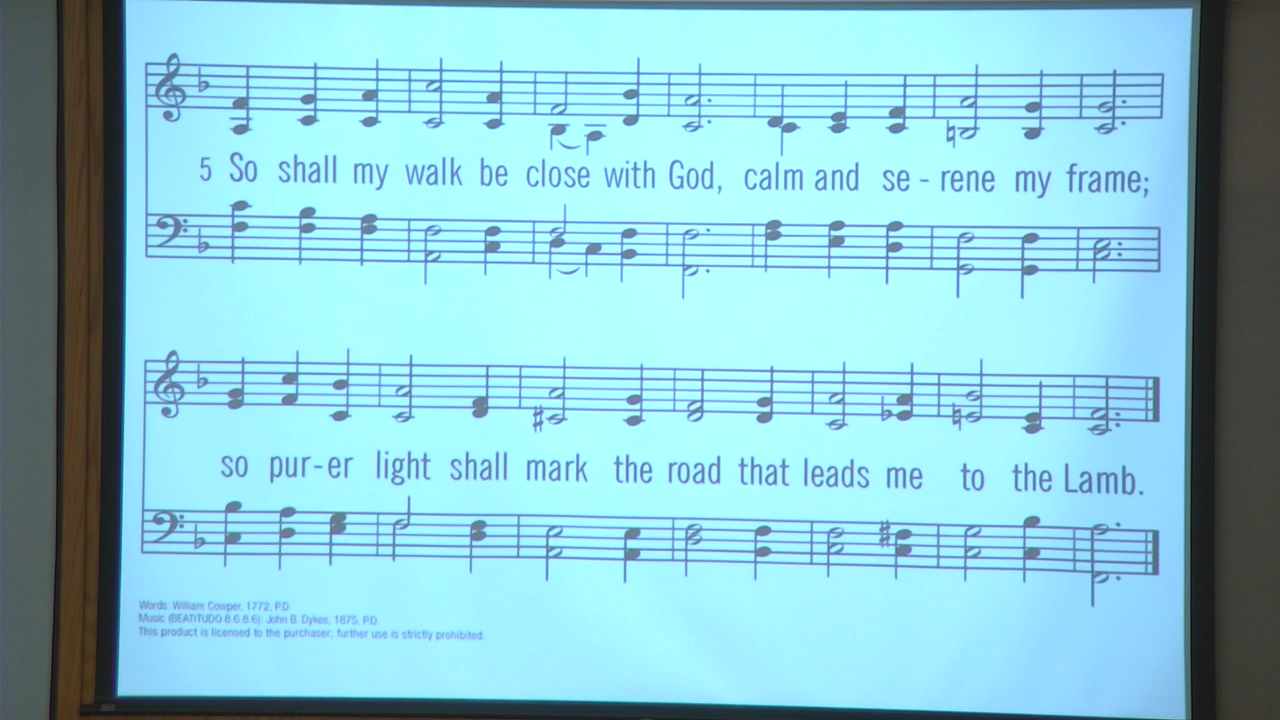 5 So shall my walk be close with God, calm and se - rene my frame;
so pur-er light shall mark the road that leads me to the Lamb.
Words: William Cowper, 1772, P.D.
Music (BEATITUDO 8.6.8.6): John B. Dykes, 1875, P.D.
This product is licensed to the purchaser; further use is strictly prohibited.